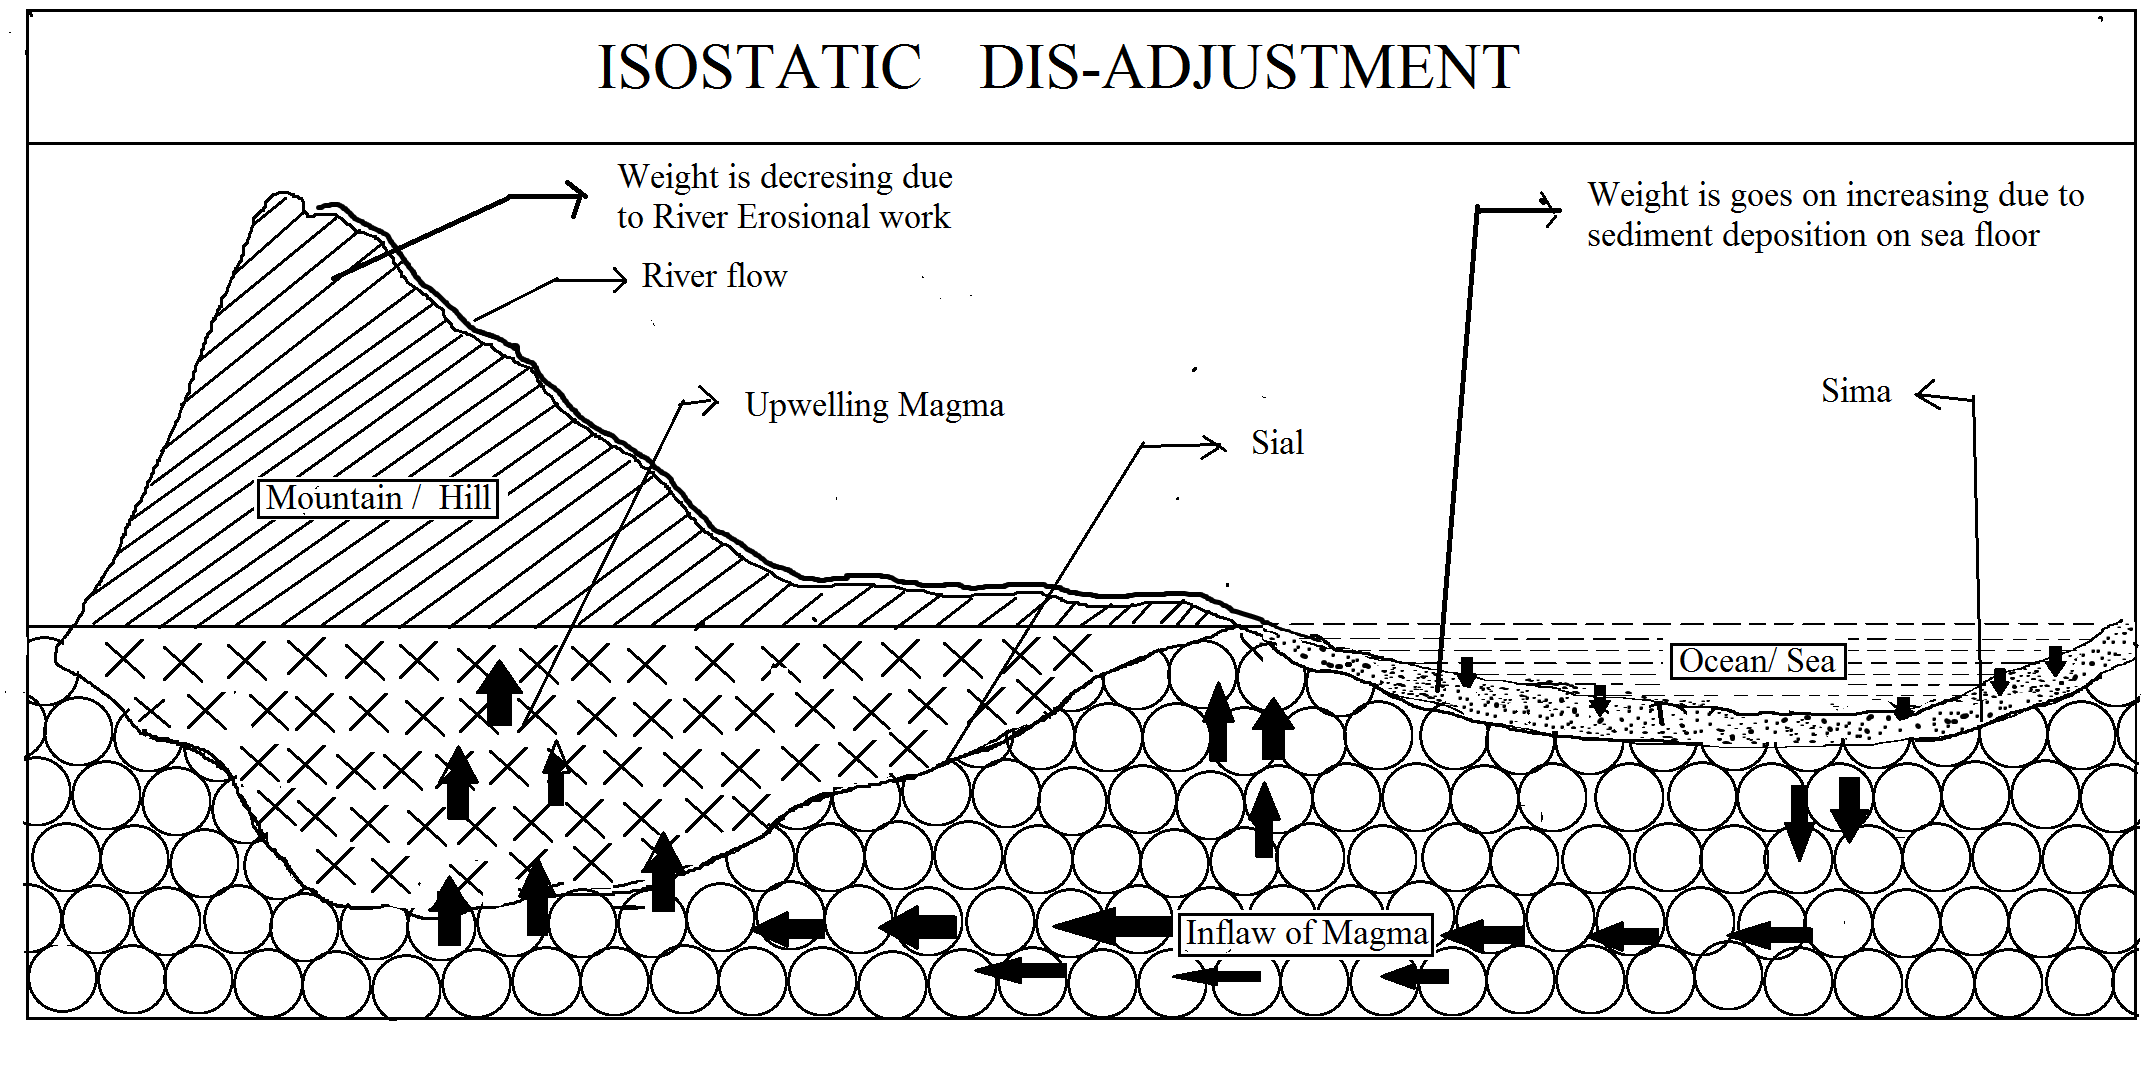 ISOSTATIC DIS-ADJUSTMENT
Weight is decresing due
to River Erosional work
River flow
Weight is goes on increasing due to
sediment deposition on sea floor
Upwelling Magma
Sial
Sima
Mountain / Hill
Ocean/ Sea
Inflaw of Magma